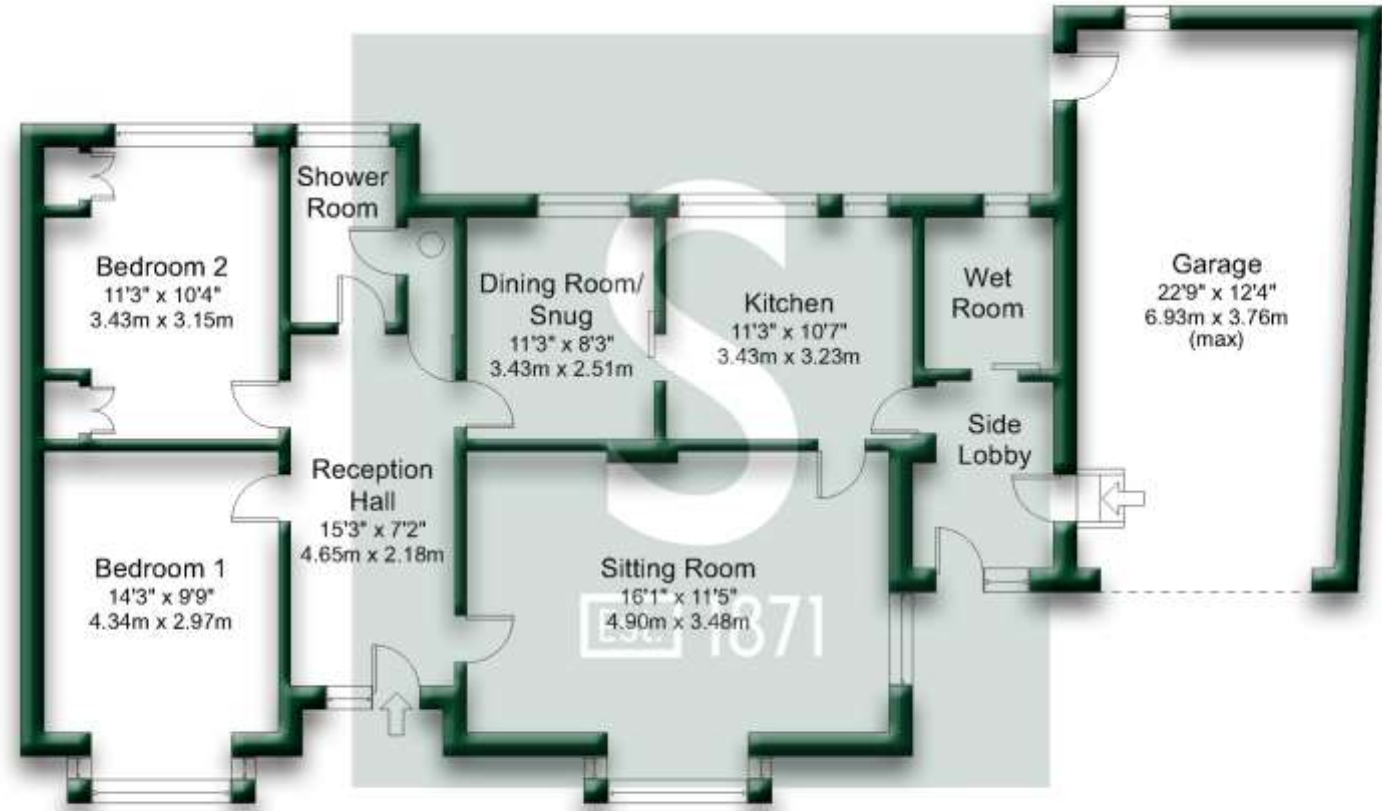 Shower
Room
Bedroom 2
11'3" x 10'4"
3.43m x 3.15m
Dining Room/
Snug
11'3" x 8'3"
3.43m x 2.51m
Kitchen
11'3" x 10'7"
3.43m x 3.23m
Wet
Room
Garage
22'9" x 12'4"
6.93m x 3.76m
(max)
Side
Lobby
Reception
Hall
15'3" x 7'2"
4.65m x 2.18m
Bedroom 1
14'3" x 9'9"
4.34m x 2.97m
Sitting Room
16'1" x 11'5"
4.90m x 3.48m
S
EST. 1871